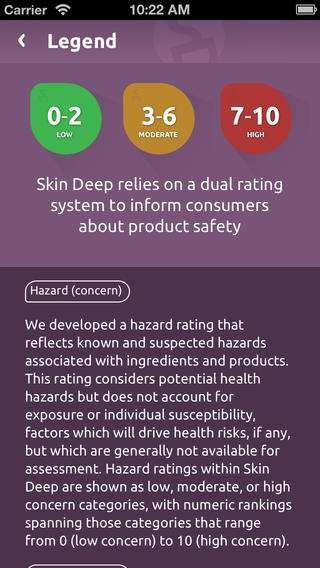 Carrier 10:22 AM
Legend
0-2 3-6 7-10
LOW MODERATE HIGH
Skin Deep relies on a dual rating
system to inform consumers
about product safety
Hazard (concern)
We developed a hazard rating that
reflects known and suspected hazards
associated with ingredients and products.
This rating considers potential health
hazards but does not account for
exposure or individual susceptibility,
factors which will drive health risks, if any,
but which are generally not available for
assessment. Hazard ratings within Skin
Deep are shown as low, moderate, or high
concern categories, with numeric rankings
spanning those categories that range
from 0 (low concern) to 10 (high concern).